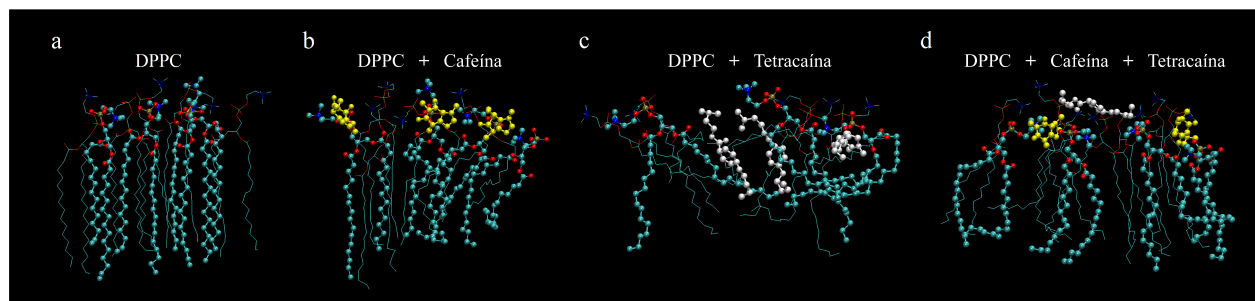 a
DPPC
b
DPPC + Cafeína
c
DPPC + Tetracaína
d
DPPC + Cafeína + Tetracaína